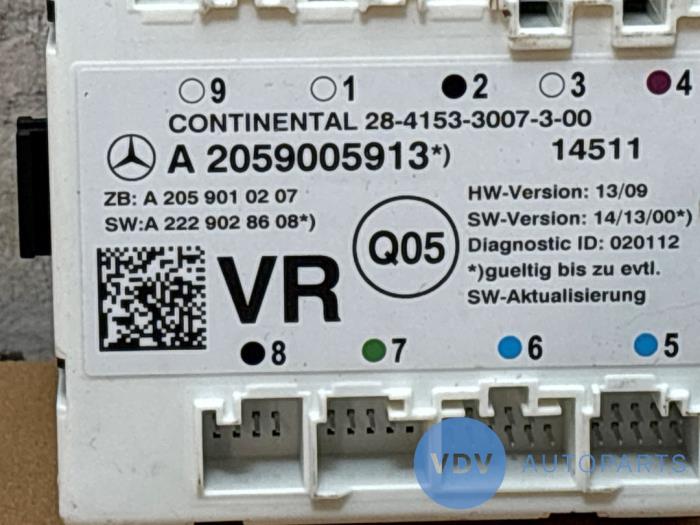 9 1 2 3 4
CONTINENTAL 28-4153-3007-3-00
A 2059005913*) 14511
ZB: A 205 901 02 07
SW:A 222 902 86 08*)
HW-Version: 13/09
SW-Version: 14/13/00*)
Diagnostic ID: 020112
*)gueltig bis zu evtl.
SW-Aktualisierung
Q05
VR
8 7 6 5
VDV AUTOPARTS